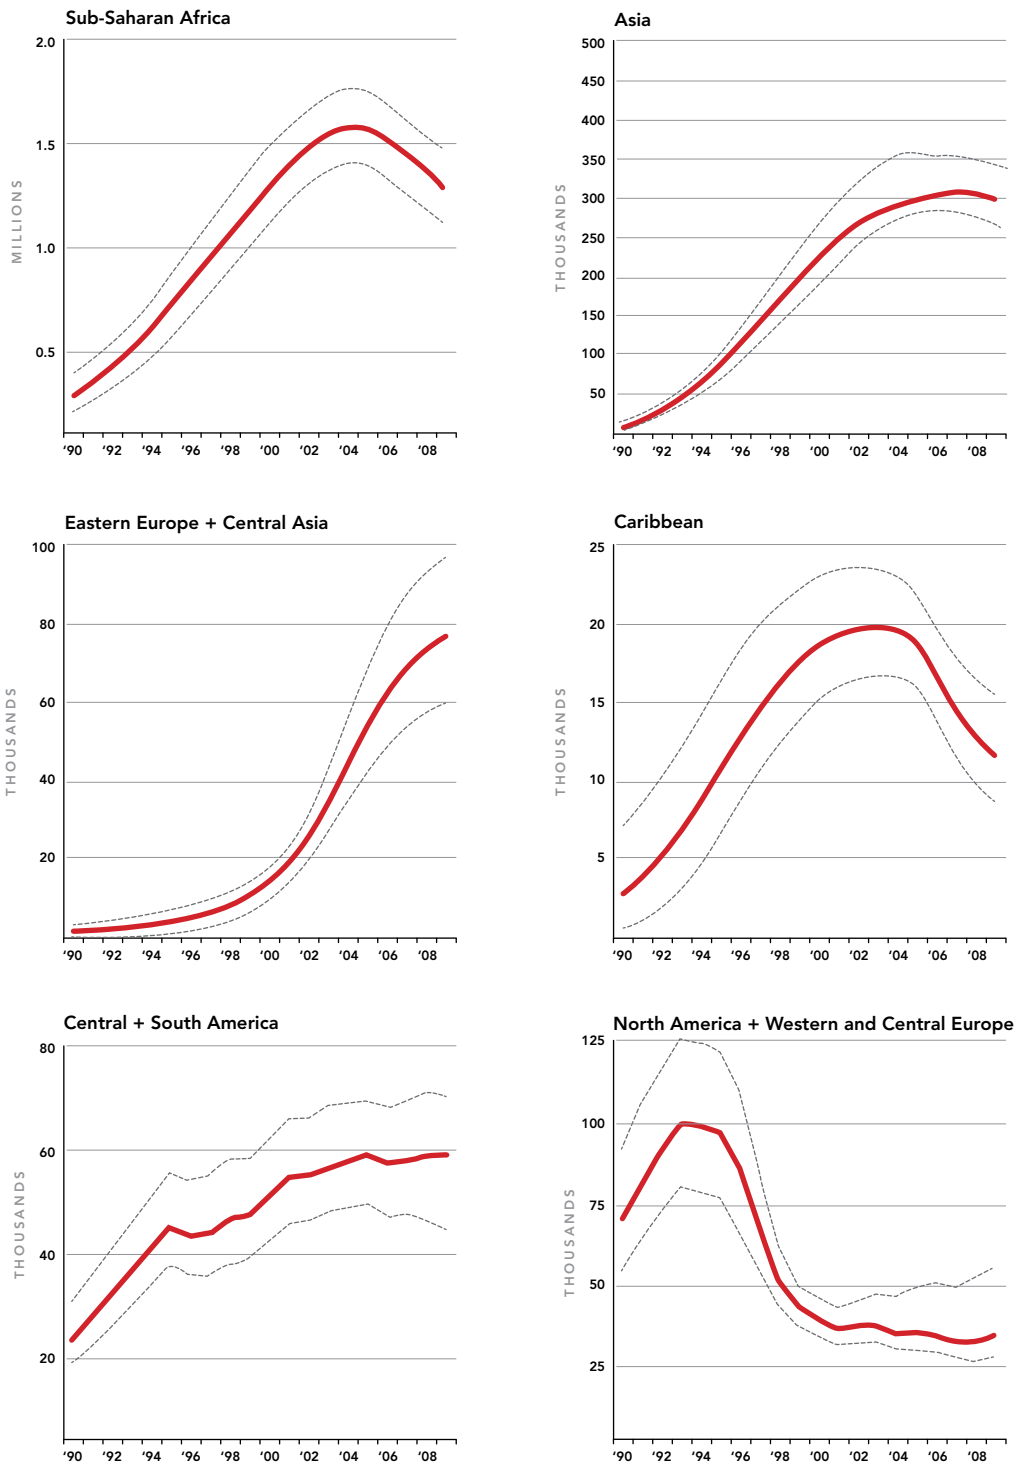 Sub-Saharan Africa
2.0
1.5
1.0
0.5
MILLIONS
‘90 ‘92 ‘94 ‘96 ‘98 ‘00 ‘02 ‘04 ‘06 ‘08
Asia
500
450
400
350
300
250
200
150
100
50
THOUSANDS
‘90 ‘92 ‘94 ‘96 ‘98 ‘00 ‘02 ‘04 ‘06 ‘08
Eastern Europe + Central Asia
100
80
60
40
20
THOUSANDS
‘90 ‘92 ‘94 ‘96 ‘98 ‘00 ‘02 ‘04 ‘06 ‘08
Caribbean
25
20
15
10
5
THOUSANDS
‘90 ‘92 ‘94 ‘96 ‘98 ‘00 ‘02 ‘04 ‘06 ‘08
Central + South America
80
60
40
20
THOUSANDS
‘90 ‘92 ‘94 ‘96 ‘98 ‘00 ‘02 ‘04 ‘06 ‘08
North America + Western and Central Europe
125
100
75
50
25
THOUSANDS
‘90 ‘92 ‘94 ‘96 ‘98 ‘00 ‘02 ‘04 ‘06 ‘08